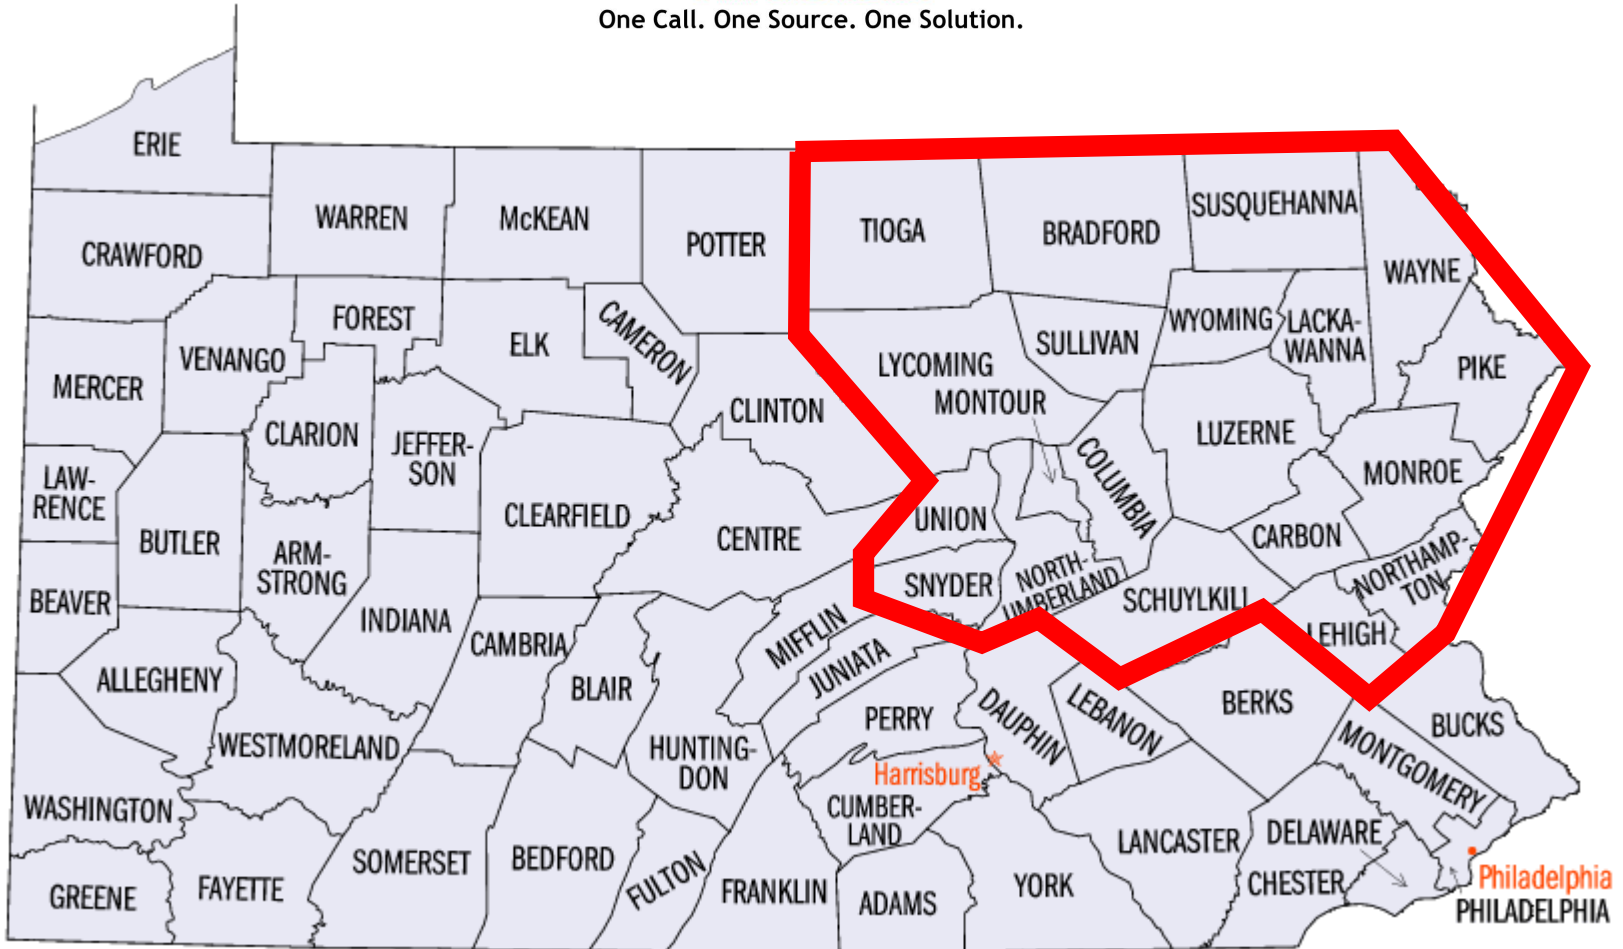 One Call. One Source. One Solution.
ERIE
WARREN
McKEAN
POTTER
TIOGA
BRADFORD
SUSQUEHANNA
WAYNE
CRAWFORD
FOREST
ELK
CAMERON
WYOMING
LACKA-
WANNA
SULLIVAN
VENANGO
MERCER
LYCOMING
PIKE
CLINTON
MONTOUR
CLARION
JEFFER-
SON
LUZERNE
COLUMBIA
MONROE
LAW-
RENCE
CLEARFIELD
CENTRE
UNION
BUTLER
ARM-
STRONG
CARBON
NORTHAMP-
TON
SNYDER
NORTH-
UMBERLAND
SCHUYLKILL
BEAVER
INDIANA
CAMBRIA
MIFFLIN
LEHIGH
JUNIATA
ALLEGHENY
BLAIR
PERRY
DAUPHIN
LEBANON
BERKS
BUCKS
WESTMORELAND
HUNTING-
DON
MONTGOMERY
Harrisburg
WASHINGTON
CUMBER-
LAND
LANCASTER
DELAWARE
SOMERSET
BEDFORD
FULTON
FRANKLIN
ADAMS
YORK
CHESTER
Philadelphia
PHILADELPHIA
GREENE
FAYETTE